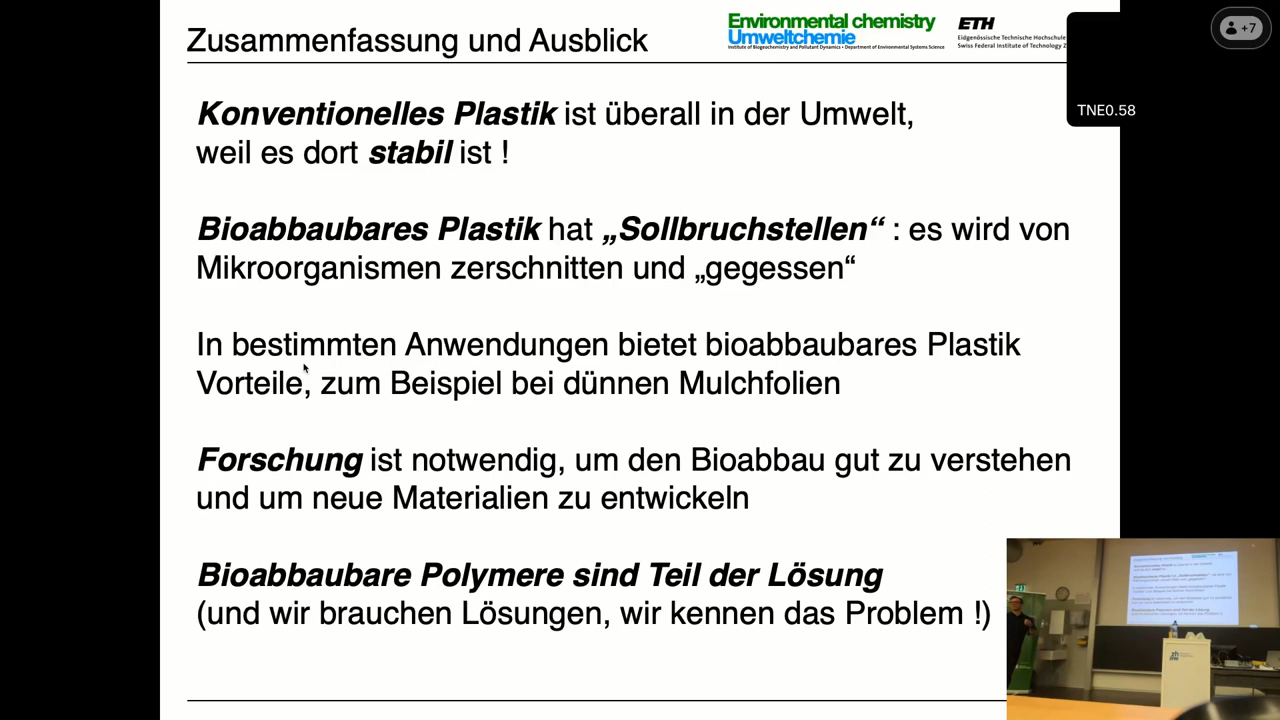 Zusammenfassung und Ausblick
Environmental chemistry
Umweltchemie
Institute of Biogeochemistry and Pollutant Dynamics • Department of Environmental Systems Science
ETH
Eidgenössische Technische Hochschule
Swiss Federal Institute of Technology Z
+7
TNE0.58
Konventionelles Plastik ist überall in der Umwelt,
weil es dort stabil ist !
Bioabbaubares Plastik hat „Sollbruchstellen“ : es wird von
Mikroorganismen zerschnitten und „gegessen“
In bestimmten Anwendungen bietet bioabbaubares Plastik
Vorteile, zum Beispiel bei dünnen Mulchfolien
Forschung ist notwendig, um den Bioabbau gut zu verstehen
und um neue Materialien zu entwickeln
Bioabbaubare Polymere sind Teil der Lösung
(und wir brauchen Lösungen, wir kennen das Problem !)